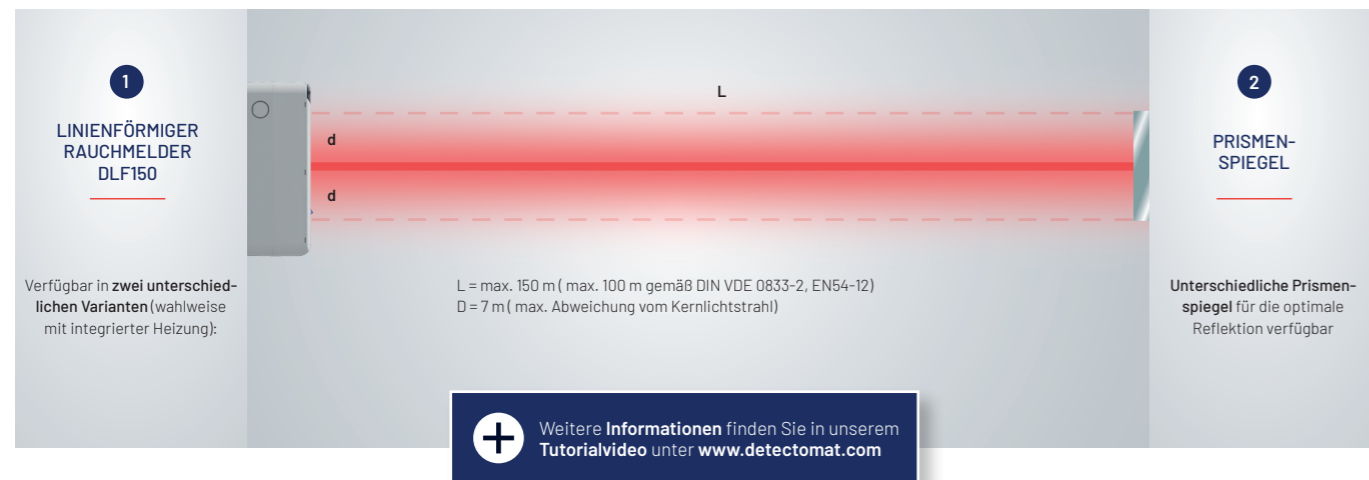 1
LINIENFÖRMIGER
RAUCHMELDER
DLF150
Verfügbar in zwei unterschied-
lichen Varianten (wahlweise
mit integrierter Heizung):
L
d
d
L = max. 150 m ( max. 100 m gemäß DIN VDE 0833-2, EN54-12)
D = 7 m ( max. Abweichung vom Kernlichtstrahl)
2
PRISMEN-
SPIEGEL
Unterschiedliche Prismen-
spiegel für die optimale
Reflektion verfügbar
Weitere Informationen finden Sie in unserem
Tutorialvideo unter www.detectomat.com